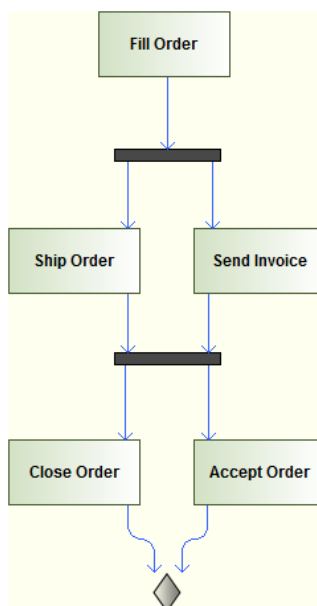 Fill Order
Ship Order
Send Invoice
Close Order
Accept Order